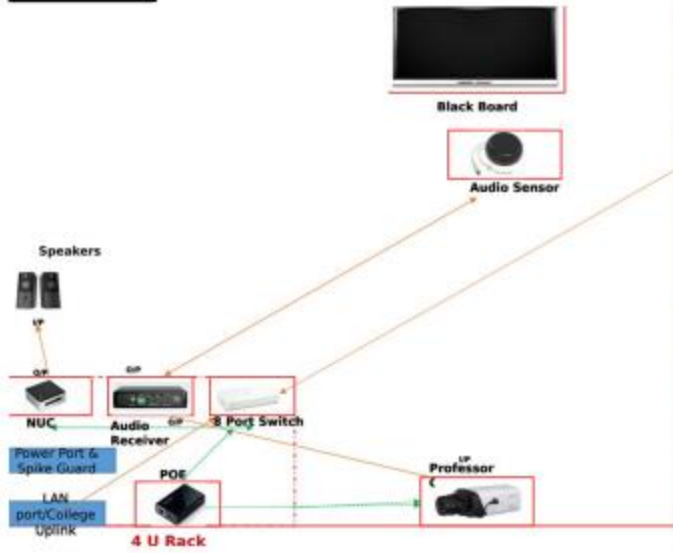 Black Board
Audio Sensor
Speakers
I/P
O/P
O/P
NUC
Audio
Receiver
O/P
8 Port Switch
Power Port &
Spike Guard
I/P
Professor
POE
LAN
port/College
Uplink
4 U Rack